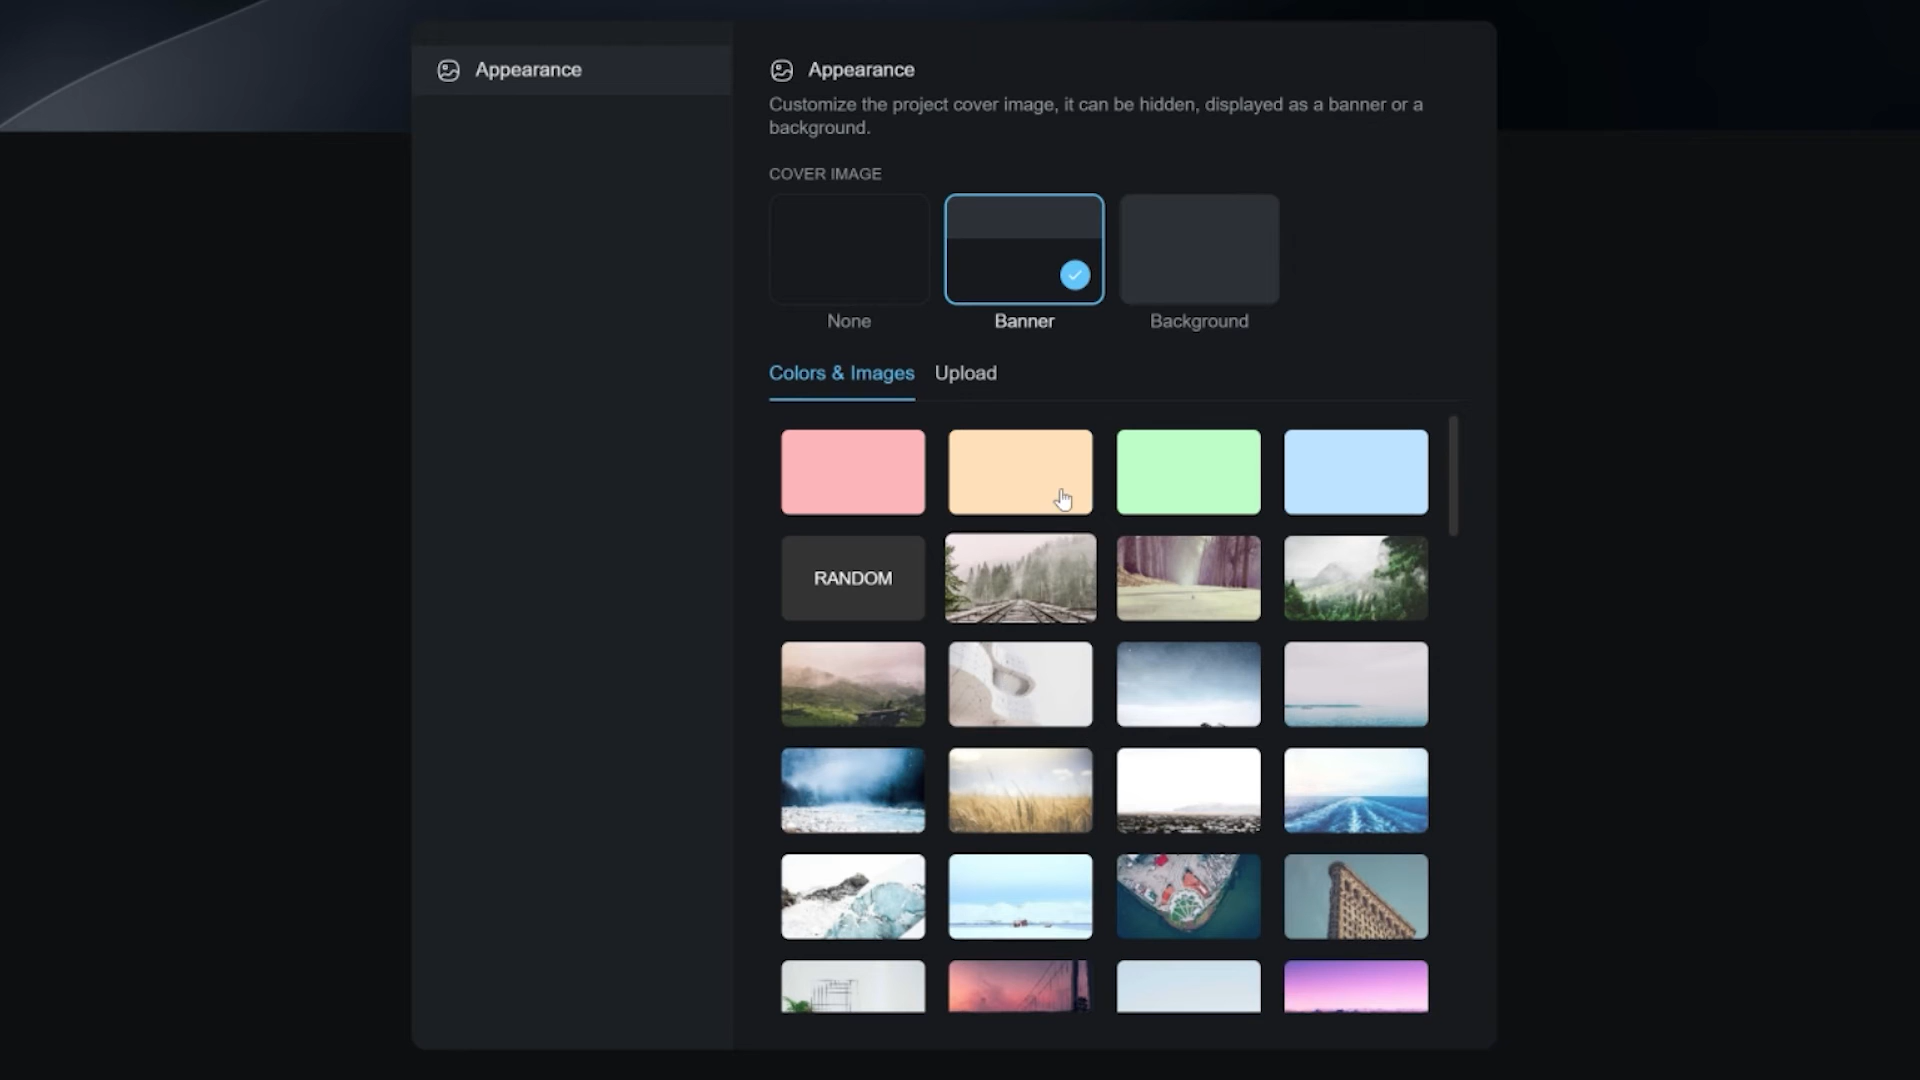 Appearance
Appearance
Customize the project cover image, it can be hidden, displayed as a banner or a
background.
COVER IMAGE
None
Banner
Background
Colors & Images
Upload
RANDOM